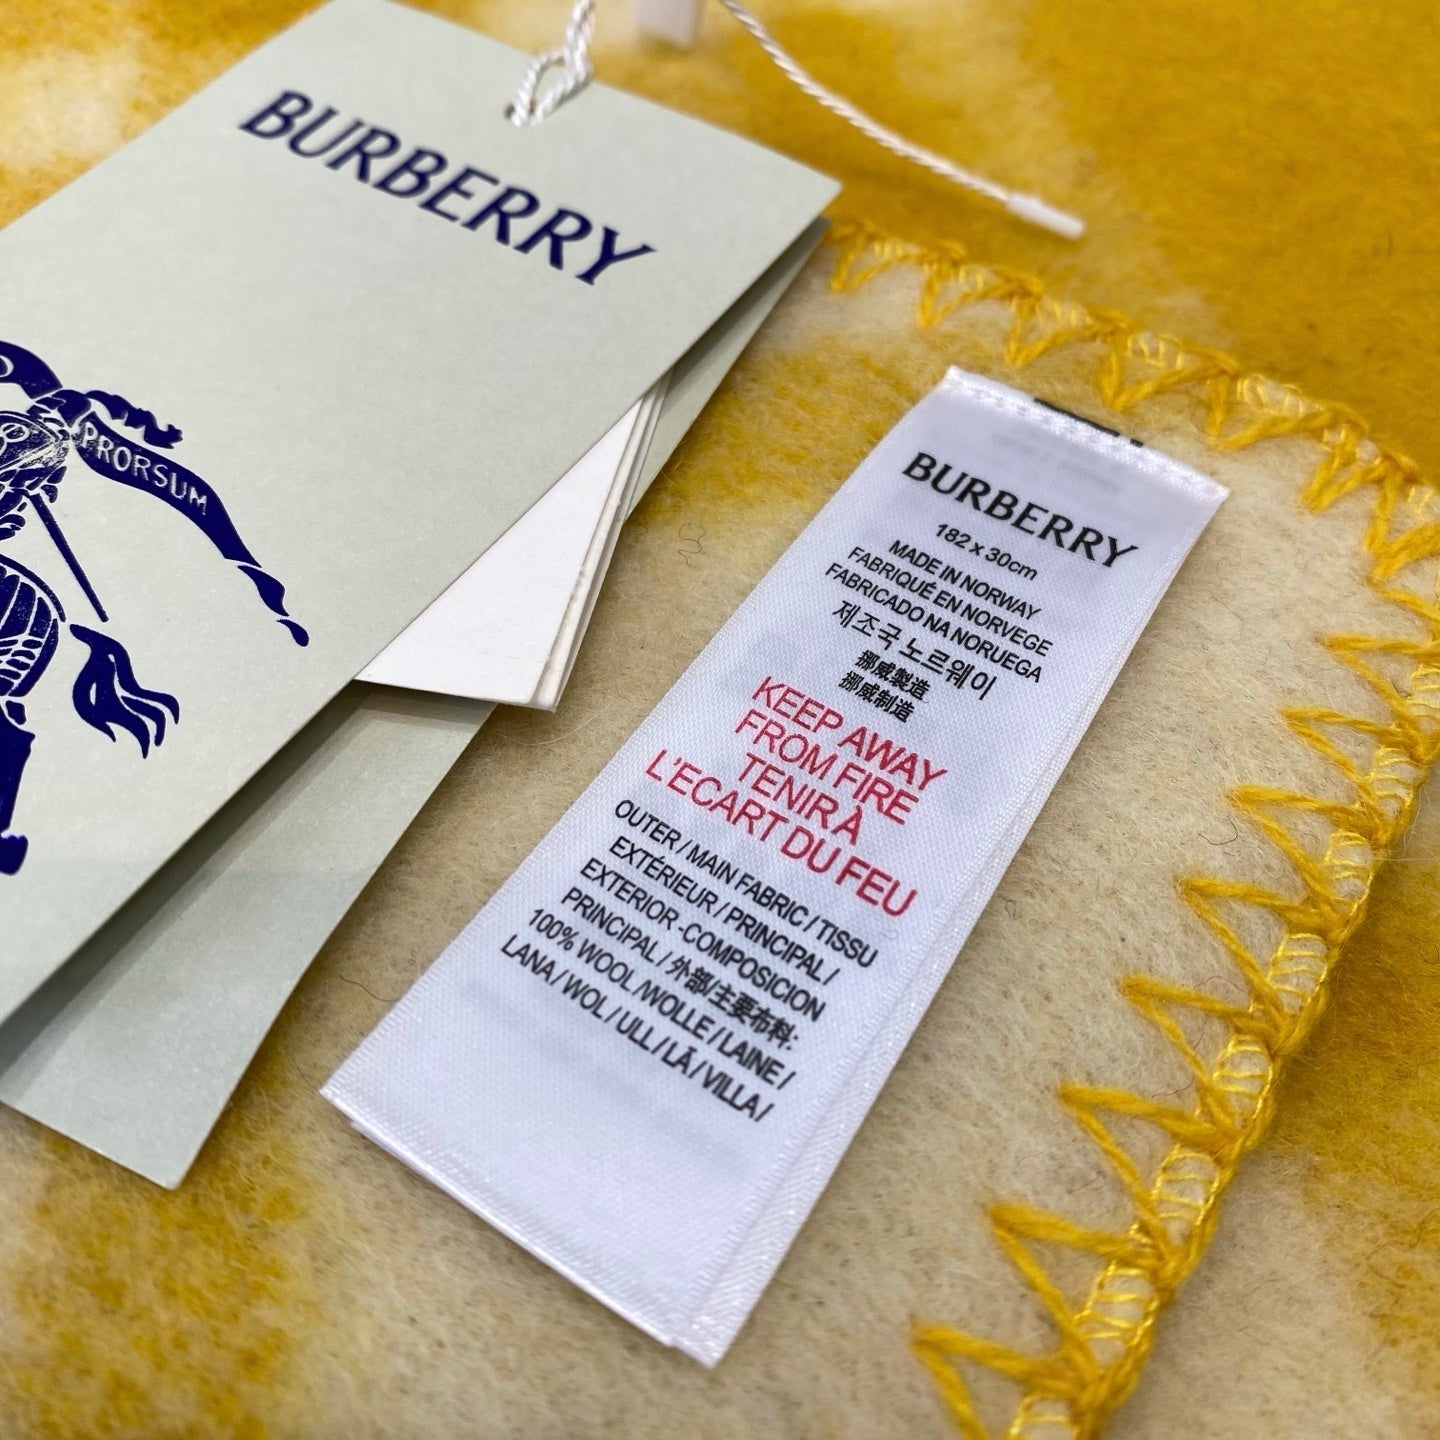 BURBERRY
PRORSUM
BURBERRY
182 x 30cm
MADE IN NORWAY
FABRIQUÉ EN NORVEGE
FABRICADO NA NORUEGA
제조국 노르웨이
挪威製造
挪威制造
KEEP AWAY
FROM FIRE
TENIR À
L'ECART DU FEU
OUTER / MAIN FABRIC / TISSU
EXTÉRIEUR / PRINCIPAL /
EXTERIOR -COMPOSICION
PRINCIPAL / 外部/主要布料:
100% WOOL /WOLLE / LAINE /
LANA / WOL / ULL / LÃ / VILLA /